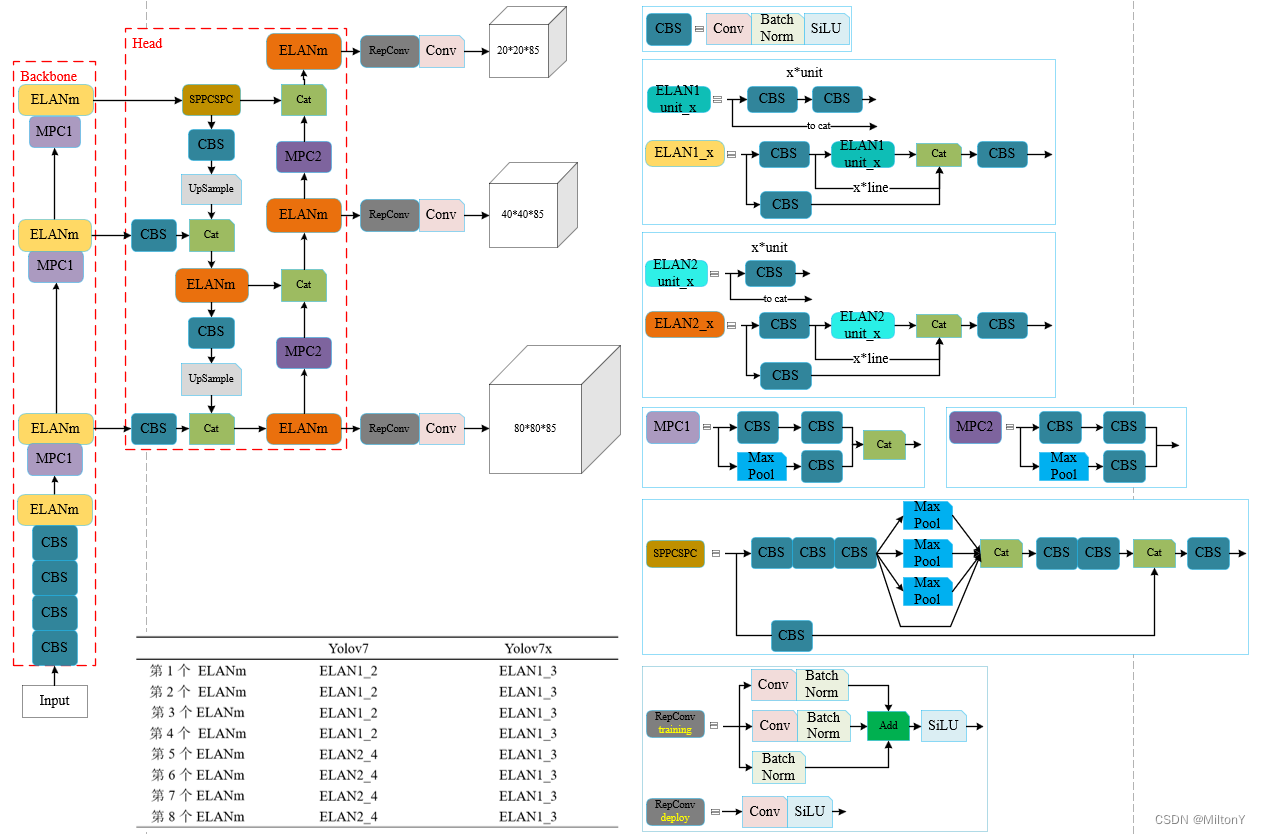 Backbone
ELANm
MPC1
ELANm
MPC1
ELANm
MPC1
ELANm
CBS
CBS
CBS
CBS
Input
Head
SPPCSPC
CBS
UpSample
CBS
Cat
ELANm
CBS
UpSample
CBS
Cat
ELANm
Cat
MPC2
ELANm
Cat
MPC2
ELANm
RepConv
Conv
20*20*85
RepConv
Conv
40*40*85
RepConv
Conv
80*80*85
Yolov7 Yolov7x
第 1 个 ELANm ELAN1_2 ELAN1_3
第 2 个 ELANm ELAN1_2 ELAN1_3
第 3 个 ELANm ELAN1_2 ELAN1_3
第 4 个 ELANm ELAN1_2 ELAN1_3
第 5 个 ELANm ELAN2_4 ELAN1_3
第 6 个 ELANm ELAN2_4 ELAN1_3
第 7 个 ELANm ELAN2_4 ELAN1_3
第 8 个 ELANm ELAN2_4 ELAN1_3
CBS
Conv
Batch
Norm
SiLU
x*unit
ELAN1
unit_x
CBS
CBS
to cat
ELAN1_x
CBS
ELAN1
unit_x
Cat
CBS
x*line
CBS
x*unit
ELAN2
unit_x
CBS
to cat
ELAN2_x
CBS
ELAN2
unit_x
Cat
CBS
x*line
CBS
MPC1
CBS
CBS
Max
Pool
CBS
Cat
MPC2
CBS
CBS
Max
Pool
CBS
SPPCSPC
CBS
CBS
CBS
Max
Pool
Max
Pool
Max
Pool
Cat
CBS
CBS
Cat
CBS
CBS
RepConv
training
Conv
Batch
Norm
Conv
Batch
Norm
Batch
Norm
Add
SiLU
RepConv
deploy
Conv
SiLU
CSDN @MiltonY